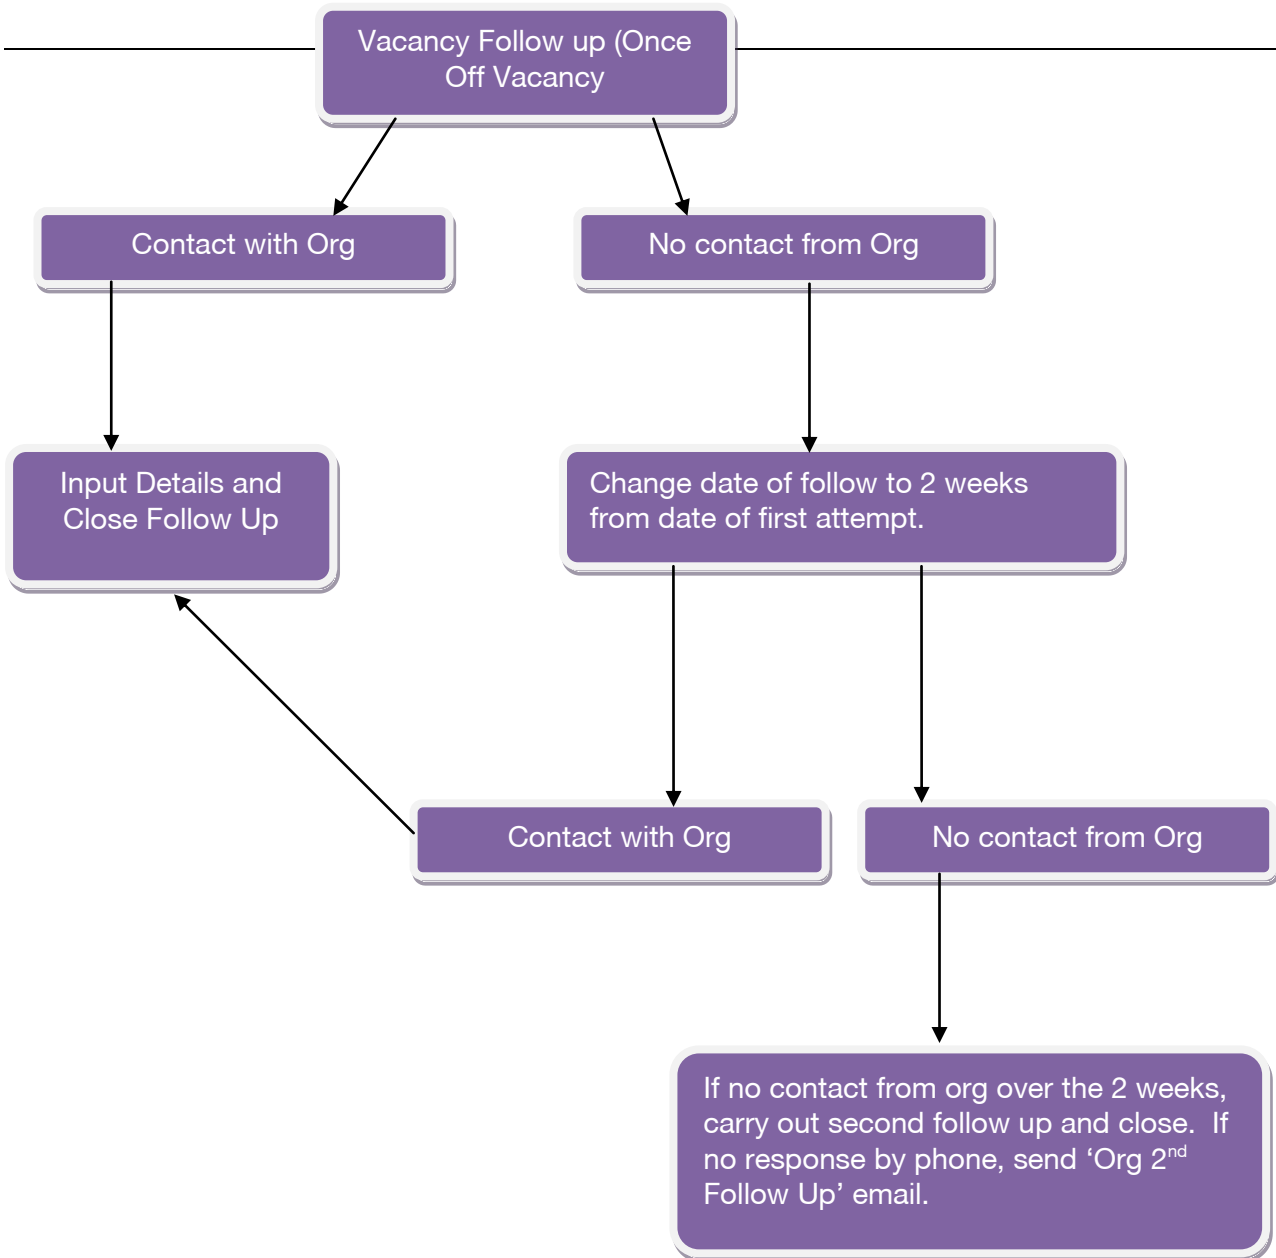 Vacancy Follow up (Once
Off Vacancy
Contact with Org
No contact from Org
Input Details and
Close Follow Up
Change date of follow to 2 weeks
from date of first attempt.
Contact with Org
No contact from Org
If no contact from org over the 2 weeks,
carry out second follow up and close.  If
no response by phone, send ‘Org 2nd
Follow Up’ email.